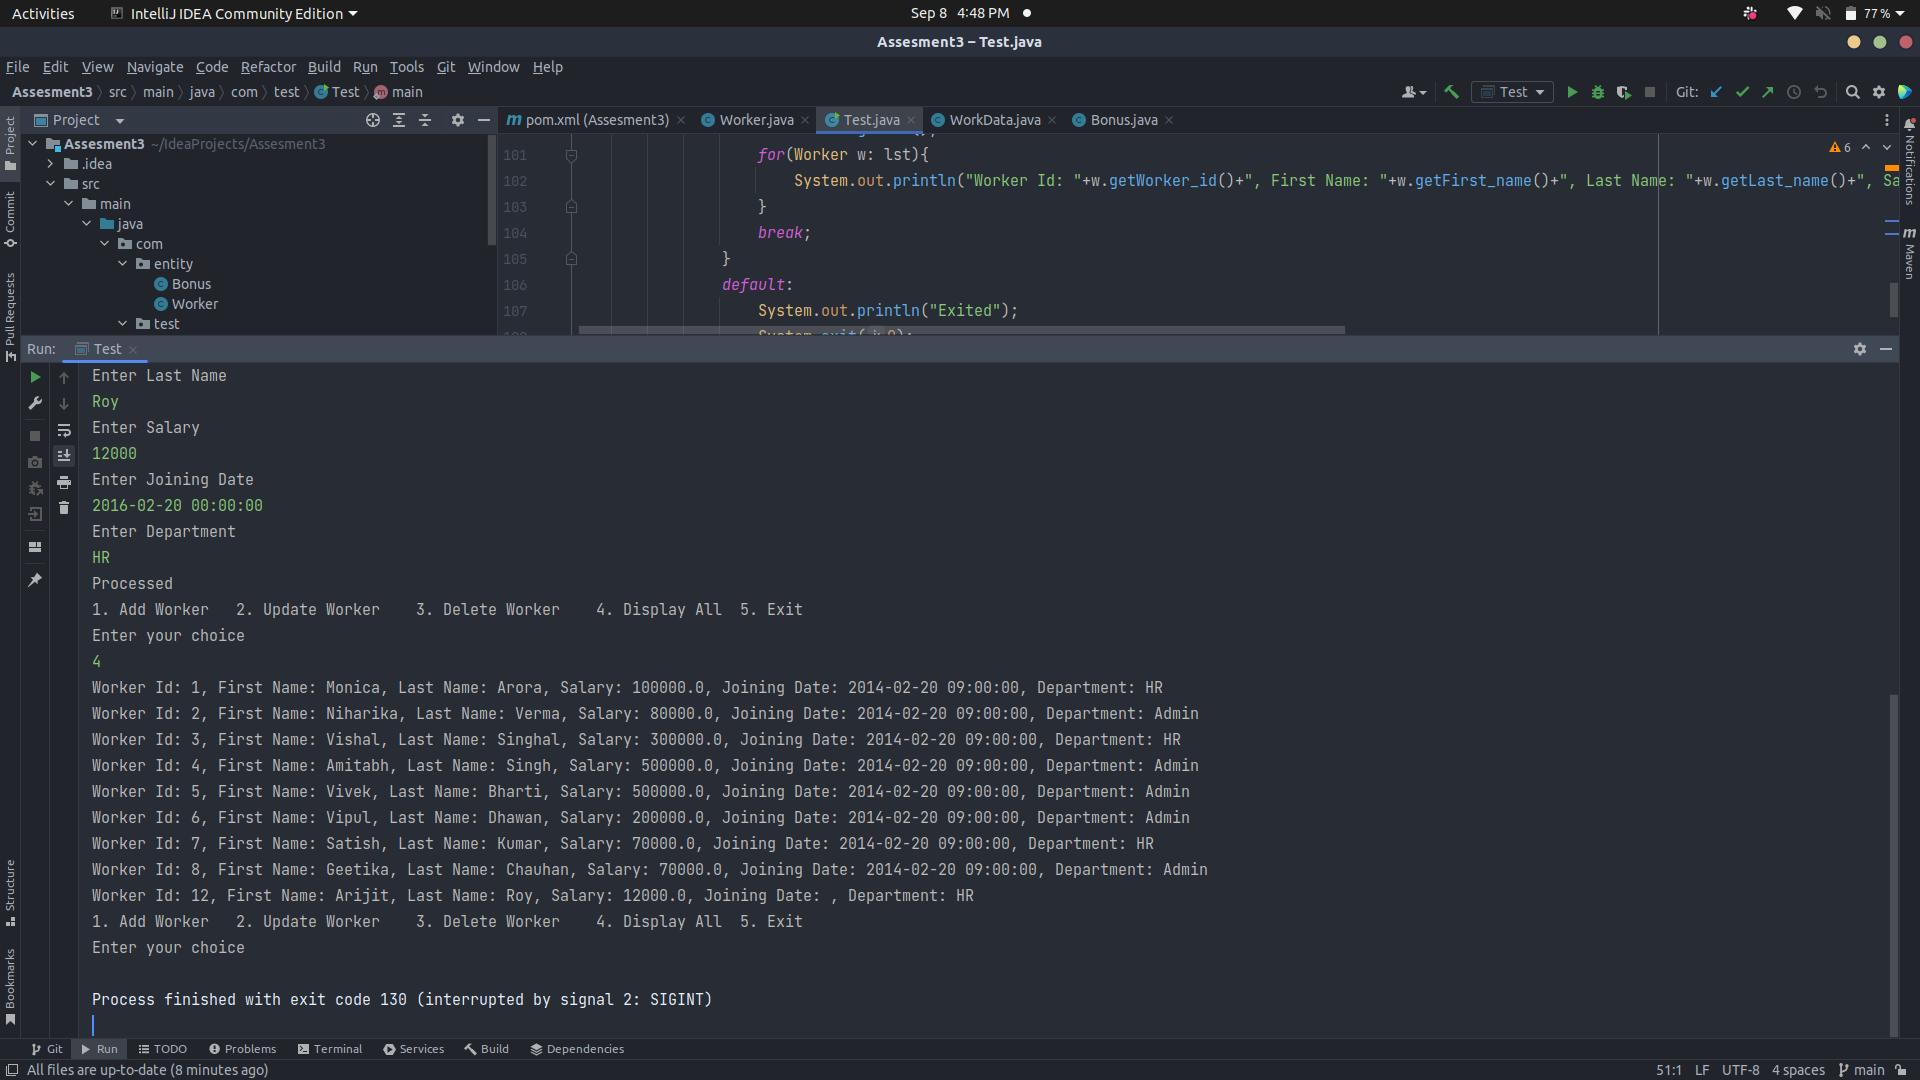 Activities IntelliJ IDEA Community Edition Sep 8 4:48 PM 77 %
Assesment3 – Test.java
File Edit View Navigate Code Refactor Build Run Tools Git Window Help
Assesment3 src main java com test Test main Test Git:
Project pom.xml (Assesment3) Worker.java Test.java WorkData.java Bonus.java
Assesment3 ~/IdeaProjects/Assesment3
.idea
src
main
java
com
entity
Bonus
Worker
test
101 for(Worker w: lst){
102 System.out.println("Worker Id: "+w.getWorker_id()+", First Name: "+w.getFirst_name()+", Last Name: "+w.getLast_name()+", Sa
103 }
104 break;
105 }
106 default:
107 System.out.println("Exited");
6
Project
Commit
Pull Requests
Structure
Bookmarks
Notifications
Maven
Run: Test
Enter Last Name
Roy
Enter Salary
12000
Enter Joining Date
2016-02-20 00:00:00
Enter Department
HR
Processed
1. Add Worker 2. Update Worker 3. Delete Worker 4. Display All 5. Exit
Enter your choice
4
Worker Id: 1, First Name: Monica, Last Name: Arora, Salary: 100000.0, Joining Date: 2014-02-20 09:00:00, Department: HR
Worker Id: 2, First Name: Niharika, Last Name: Verma, Salary: 80000.0, Joining Date: 2014-02-20 09:00:00, Department: Admin
Worker Id: 3, First Name: Vishal, Last Name: Singhal, Salary: 300000.0, Joining Date: 2014-02-20 09:00:00, Department: HR
Worker Id: 4, First Name: Amitabh, Last Name: Singh, Salary: 500000.0, Joining Date: 2014-02-20 09:00:00, Department: Admin
Worker Id: 5, First Name: Vivek, Last Name: Bharti, Salary: 500000.0, Joining Date: 2014-02-20 09:00:00, Department: Admin
Worker Id: 6, First Name: Vipul, Last Name: Dhawan, Salary: 200000.0, Joining Date: 2014-02-20 09:00:00, Department: Admin
Worker Id: 7, First Name: Satish, Last Name: Kumar, Salary: 70000.0, Joining Date: 2014-02-20 09:00:00, Department: HR
Worker Id: 8, First Name: Geetika, Last Name: Chauhan, Salary: 70000.0, Joining Date: 2014-02-20 09:00:00, Department: Admin
Worker Id: 12, First Name: Arijit, Last Name: Roy, Salary: 12000.0, Joining Date: , Department: HR
1. Add Worker 2. Update Worker 3. Delete Worker 4. Display All 5. Exit
Enter your choice
Process finished with exit code 130 (interrupted by signal 2: SIGINT)
Git Run TODO Problems Terminal Services Build Dependencies
All files are up-to-date (8 minutes ago) 51:1 LF UTF-8 4 spaces main